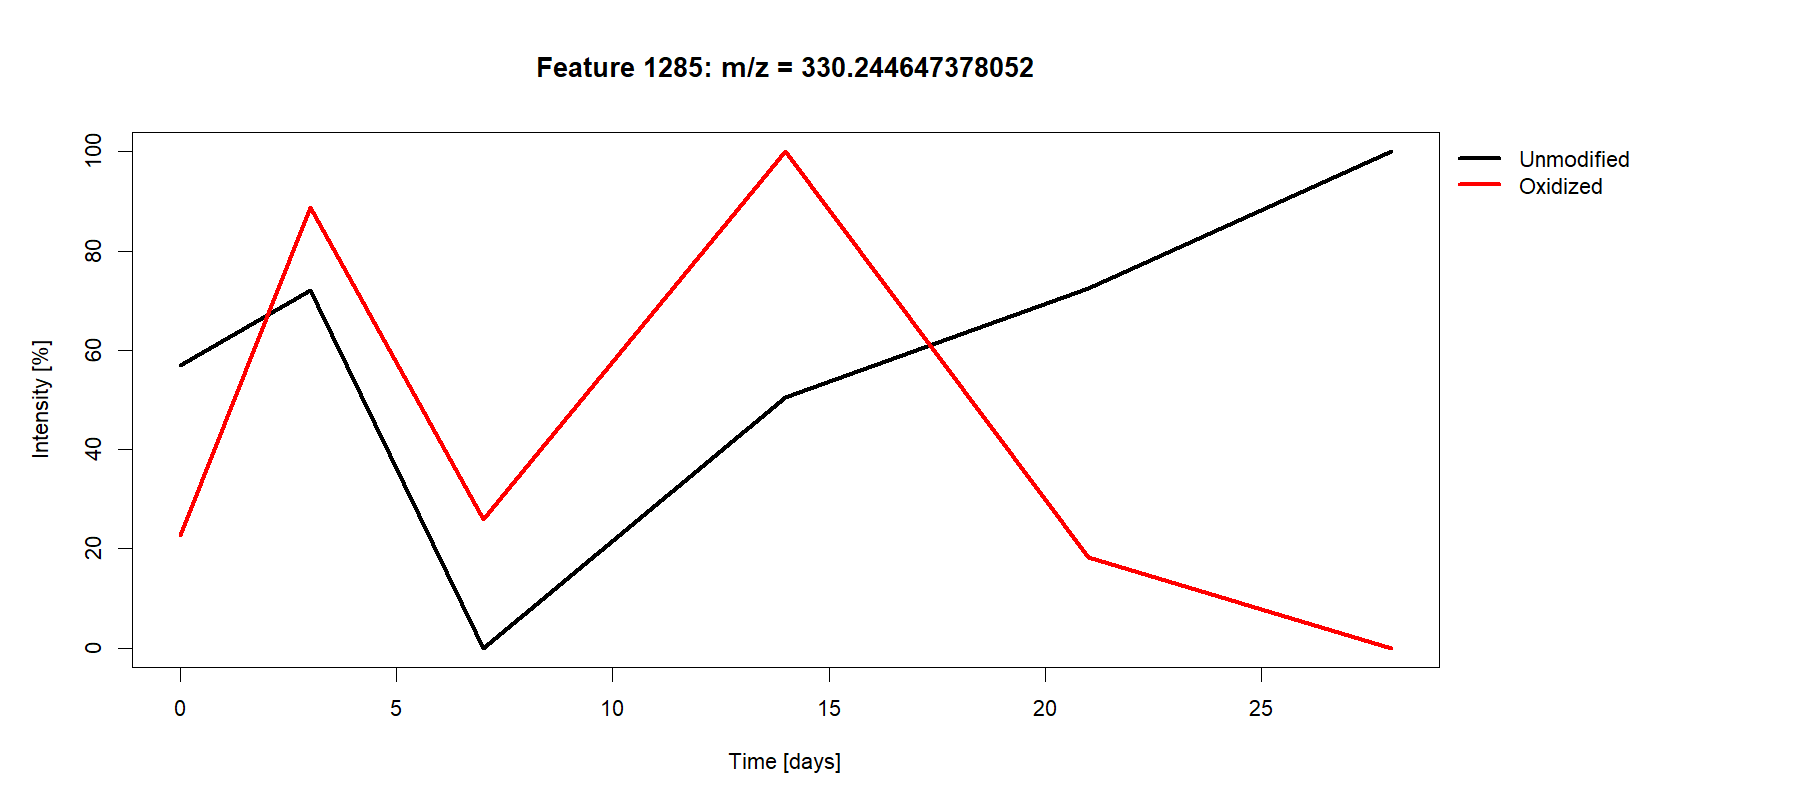 Feature 1285: m/z = 330.244647378052
Unmodified
Oxidized
Intensity [%]
100
80
60
40
20
0
0 5 10 15 20 25
Time [days]